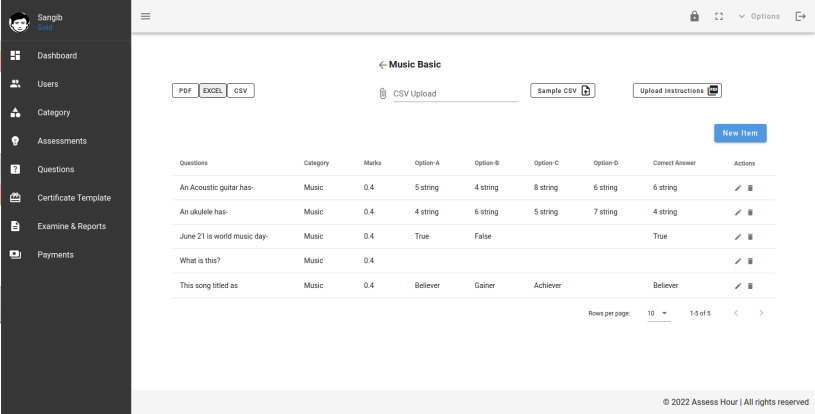 Sangib
Gold
Options
Dashboard
Users
Category
Assessments
Questions
Certificate Template
Examine & Reports
Payments
Music Basic
PDF EXCEL CSV
CSV Upload
Sample CSV
Upload Instructions PDF
New Item
Questions Category Marks Option-A Option-B Option-C Option-D Correct Answer Actions
An Acoustic guitar has- Music 0.4 5 string 4 string 8 string 6 string 6 string
An ukulele has- Music 0.4 4 string 6 string 5 string 7 string 4 string
June 21 is world music day- Music 0.4 True False True
What is this? Music 0.4
This song titled as Music 0.4 Believer Gainer Achiever Believer
Rows per page: 10 1-5 of 5
© 2022 Assess Hour | All rights reserved